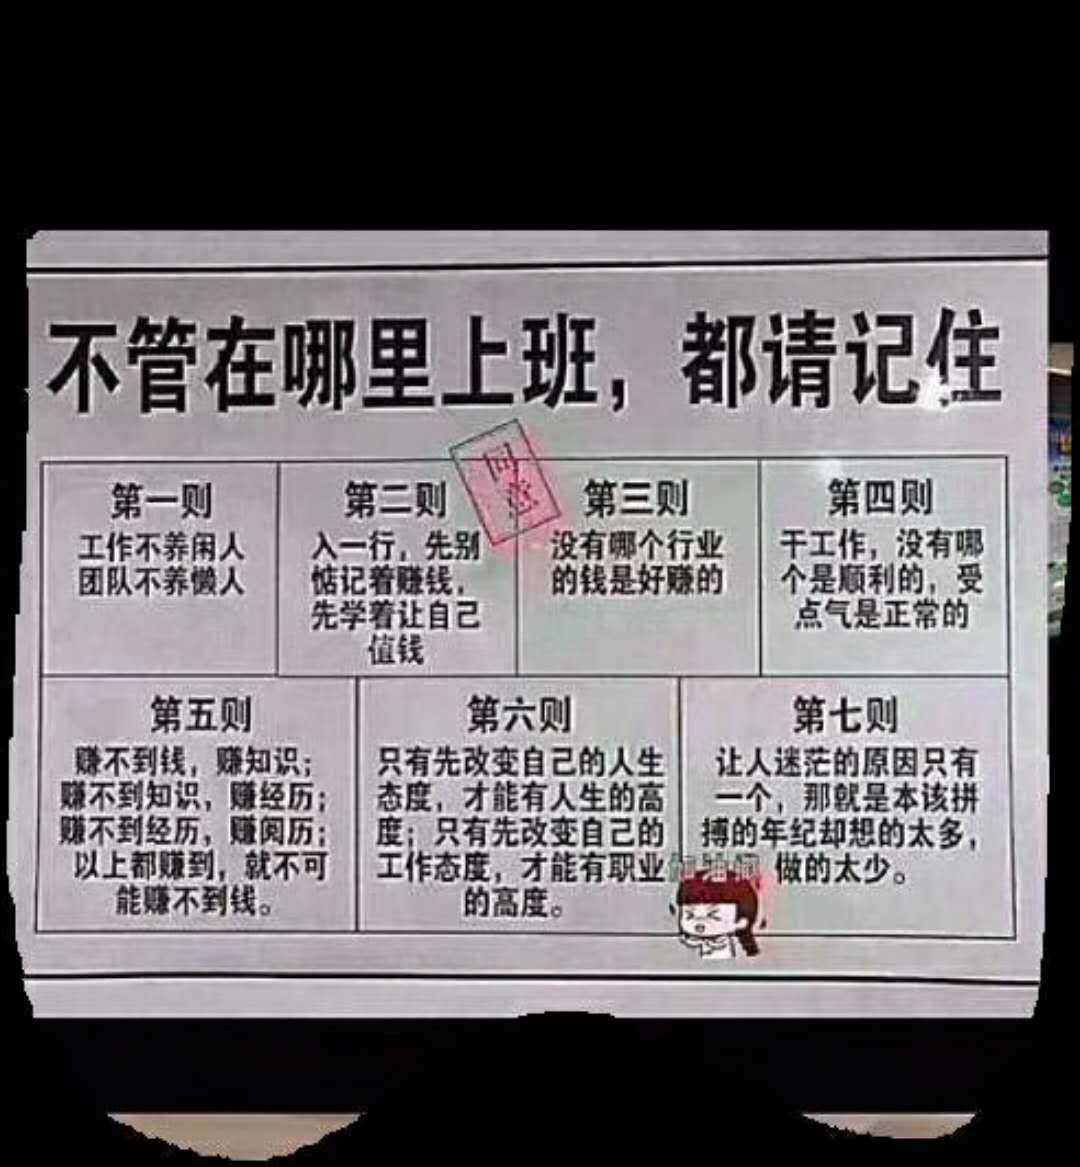 不管在哪里上班，都请记住
同意
第一则
工作不养闲人
团队不养懒人
第二则
入一行，先别
惦记着赚钱，
先学着让自己
值钱
第三则
没有哪个行业
的钱是好赚的
第四则
干工作，没有哪
个是顺利的，受
点气是正常的
第五则
赚不到钱，赚知识；
赚不到知识，赚经历；
赚不到经历，赚阅历；
以上都赚到，就不可
能赚不到钱。
第六则
只有先改变自己的人生
态度，才能有人生的高
度；只有先改变自己的
工作态度，才能有职业
的高度。
第七则
让人迷茫的原因只有
一个，那就是本该拼
搏的年纪却想的太多，
做的太少。